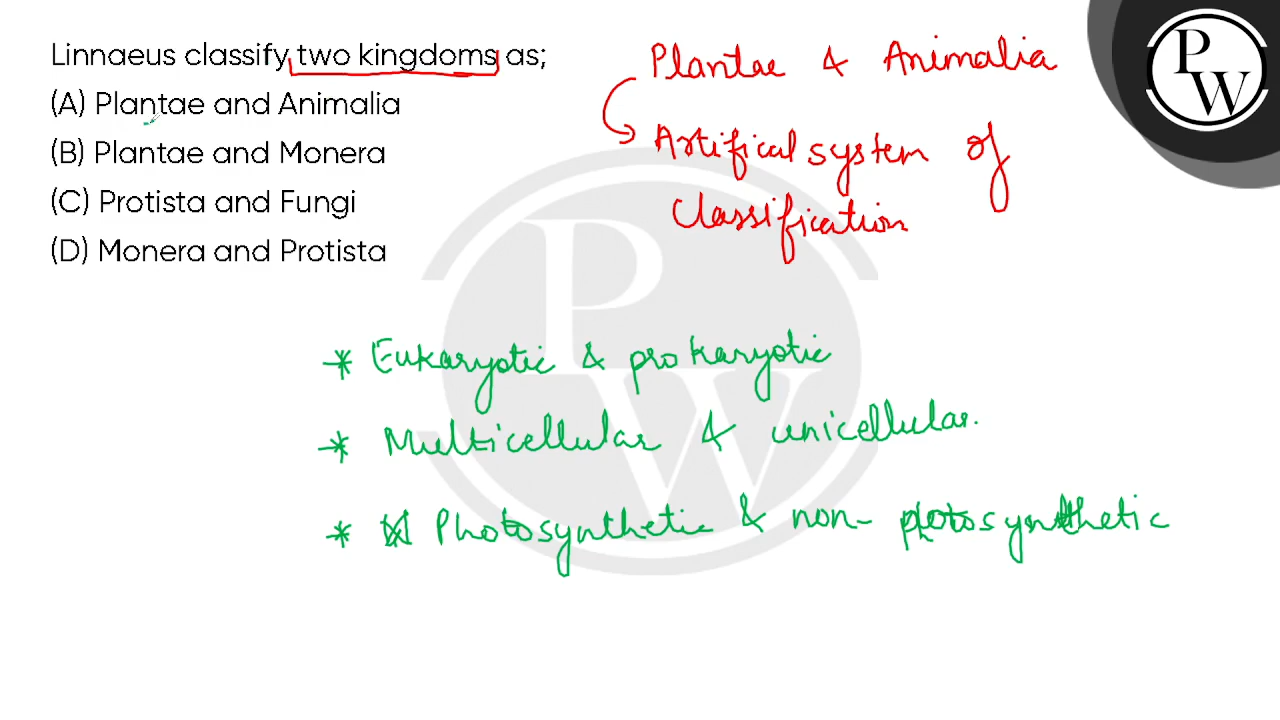 Linnaeus classify two kingdoms as;
(A) Plantae and Animalia
(B) Plantae and Monera
(C) Protista and Fungi
(D) Monera and Protista
Plantae & Animalia
Artifical system of
Classification
P
W
P
W
* Eukaryotic & prokaryotic
* Multicellular & unicellular.
* Photosynthetic & non-photosynthetic